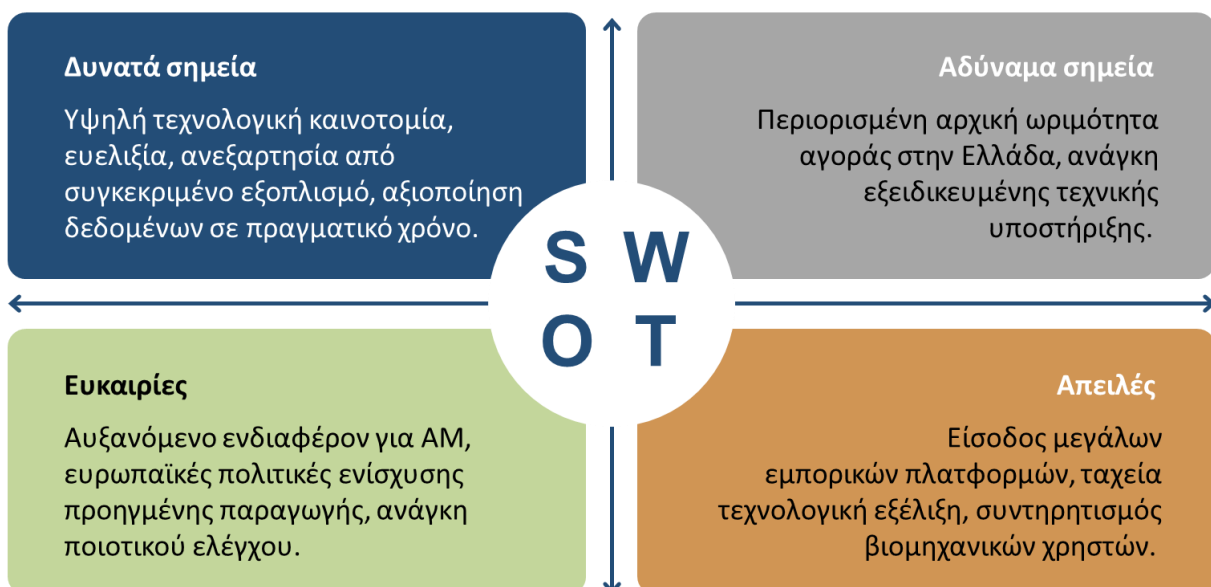 Δυνατά σημεία
Υψηλή τεχνολογική καινοτομία,
ευελιξία, ανεξαρτησία από
συγκεκριμένο εξοπλισμό, αξιοποίηση
δεδομένων σε πραγματικό χρόνο.
Αδύναμα σημεία
Περιορισμένη αρχική ωριμότητα
αγοράς στην Ελλάδα, ανάγκη
εξειδικευμένης τεχνικής
υποστήριξης.
S W
O T
Ευκαιρίες
Αυξανόμενο ενδιαφέρον για AM,
ευρωπαϊκές πολιτικές ενίσχυσης
προηγμένης παραγωγής, ανάγκη
ποιοτικού ελέγχου.
Απειλές
Είσοδος μεγάλων
εμπορικών πλατφορμών, ταχεία
τεχνολογική εξέλιξη, συντηρητισμός
βιομηχανικών χρηστών.